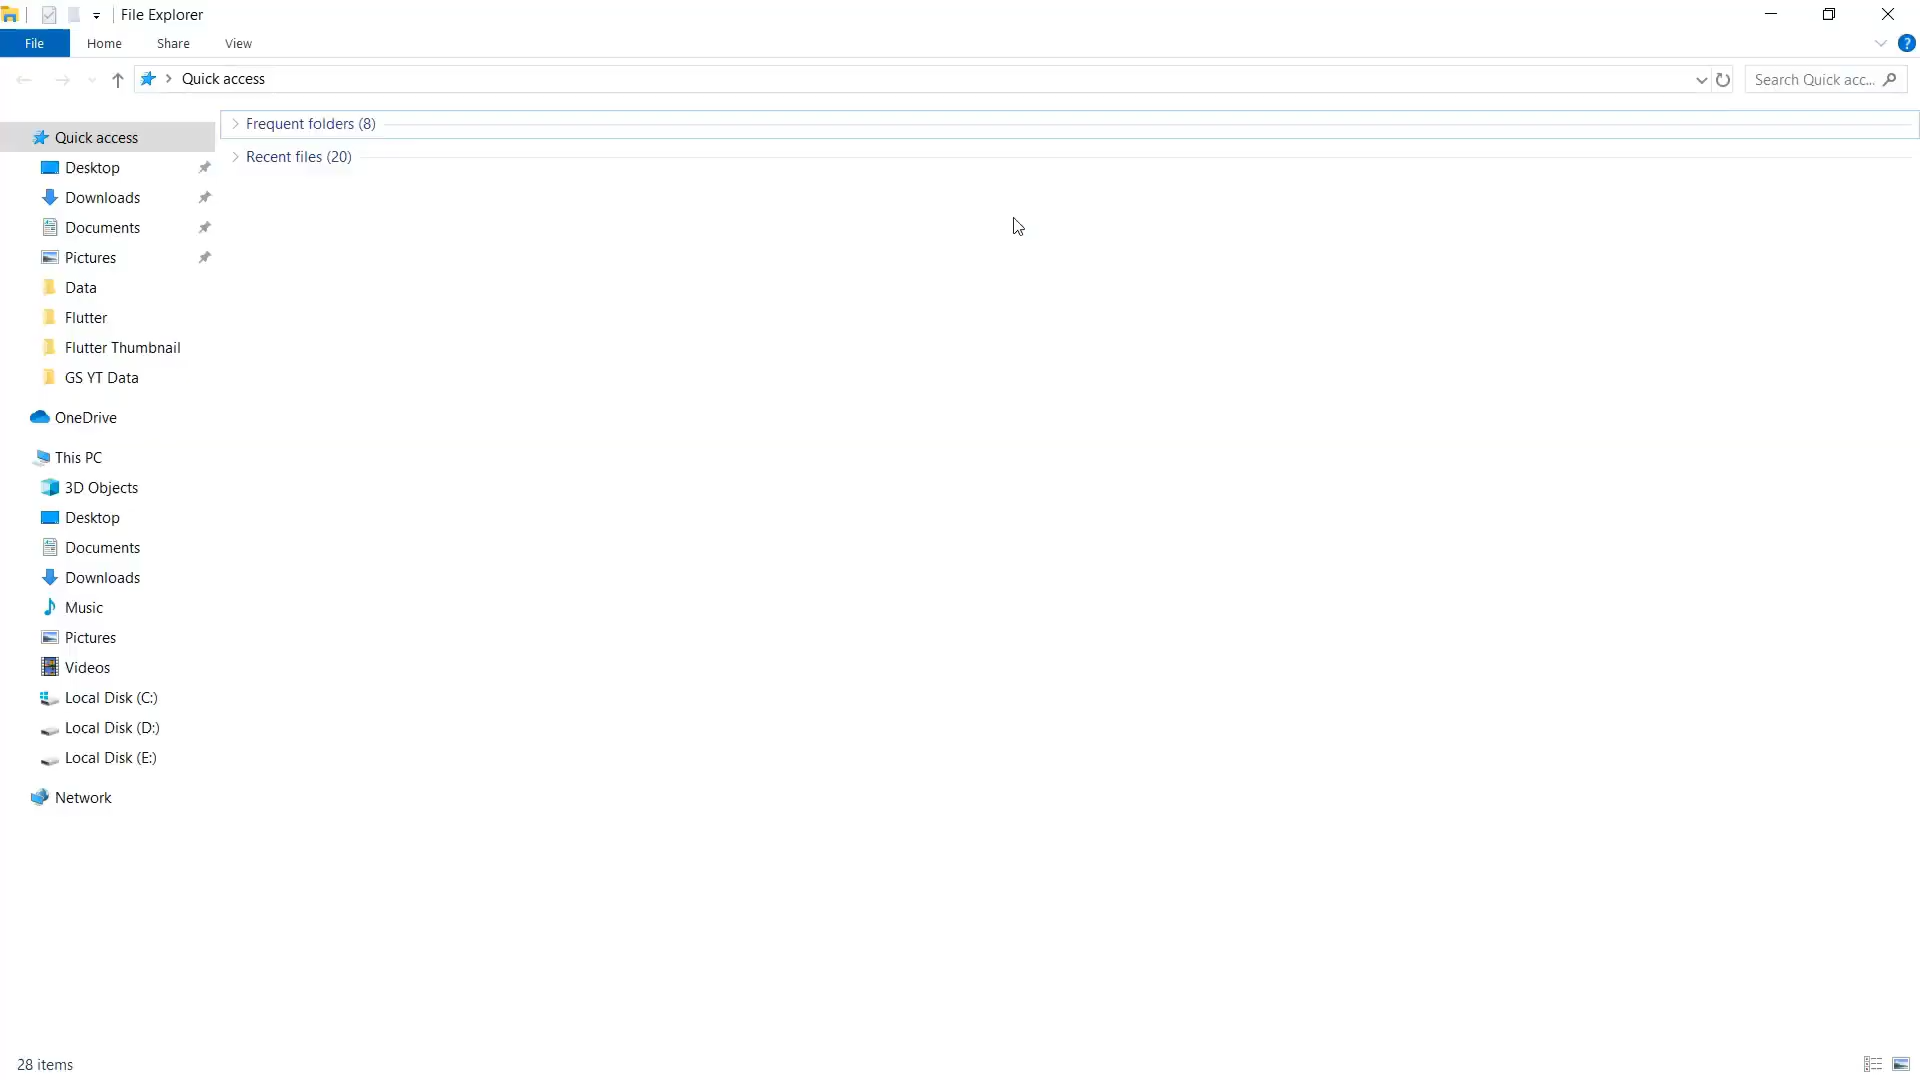 File Explorer
File Home Share View
Quick access
Search Quick acc...
Quick access
Desktop
Downloads
Documents
Pictures
Data
Flutter
Flutter Thumbnail
GS YT Data
OneDrive
This PC
3D Objects
Desktop
Documents
Downloads
Music
Pictures
Videos
Local Disk (C:)
Local Disk (D:)
Local Disk (E:)
Network
Frequent folders (8)
Recent files (20)
28 items